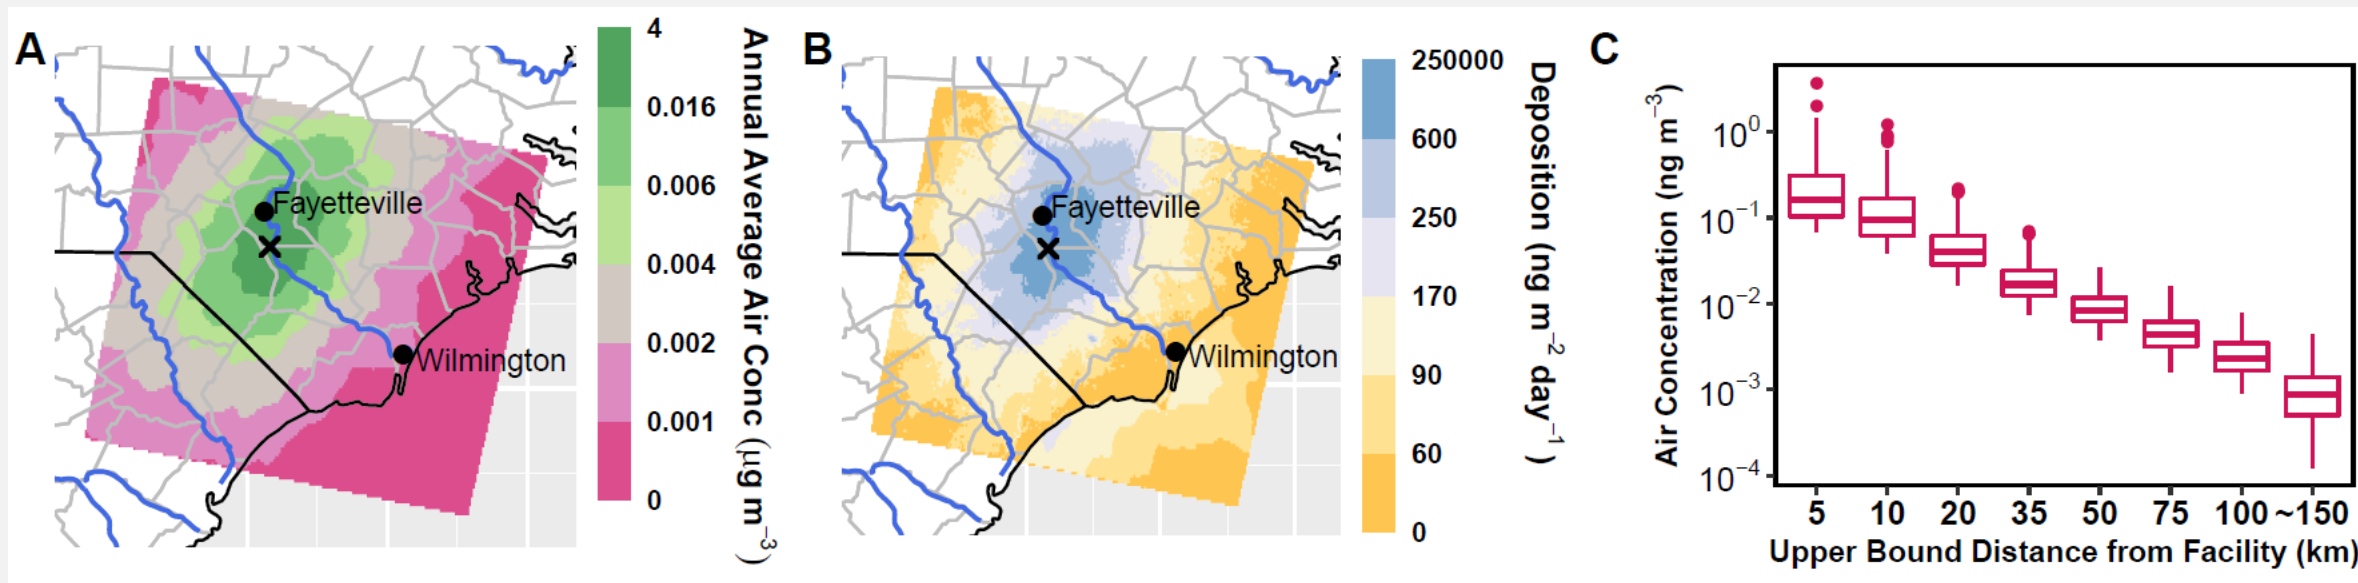 A
Fayetteville
Wilmington
4
0.016
0.006
0.004
0.002
0.001
0
Annual Average Air Conc (μg m⁻³)
B
Fayetteville
Wilmington
250000
600
250
170
90
60
0
Deposition (ng m⁻² day⁻¹)
C
Air Concentration (ng m⁻³)
10⁰
10⁻¹
10⁻²
10⁻³
10⁻⁴
5 10 20 35 50 75 100 ~150
Upper Bound Distance from Facility (km)